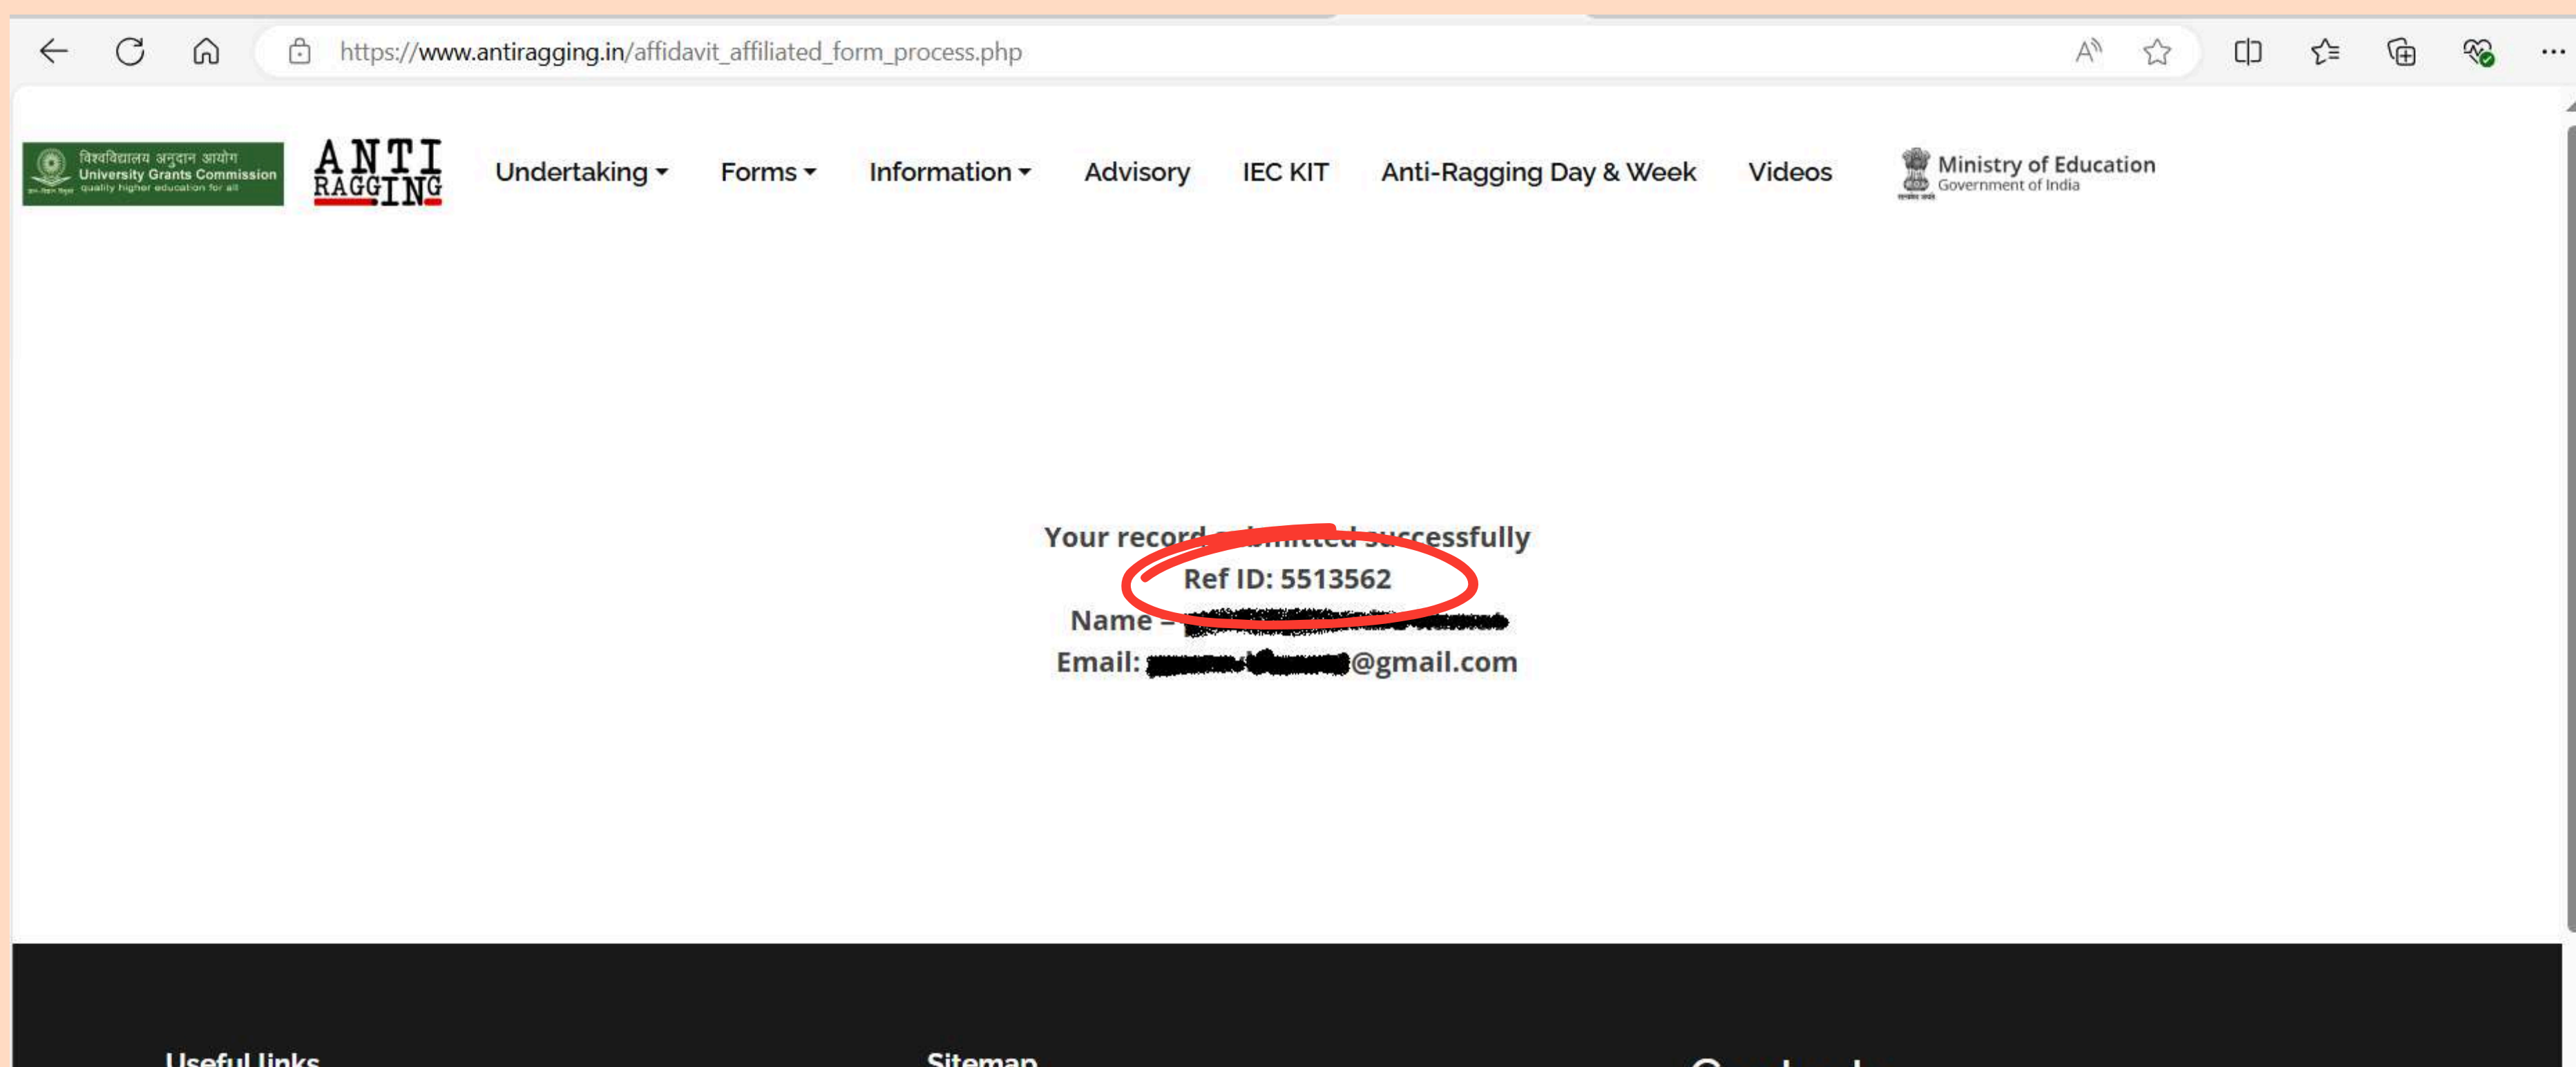 https://www.antiragging.in/affidavit_affiliated_form_process.php
विश्वविद्यालय अनुदान आयोग
University Grants Commission
quality higher education for all
ANTI
RAGGING
Undertaking
Forms
Information
Advisory
IEC KIT
Anti-Ragging Day & Week
Videos
Ministry of Education
Government of India
Your record submitted successfully
Ref ID: 5513562
Name =
Email: @gmail.com
Useful links
Sitemap